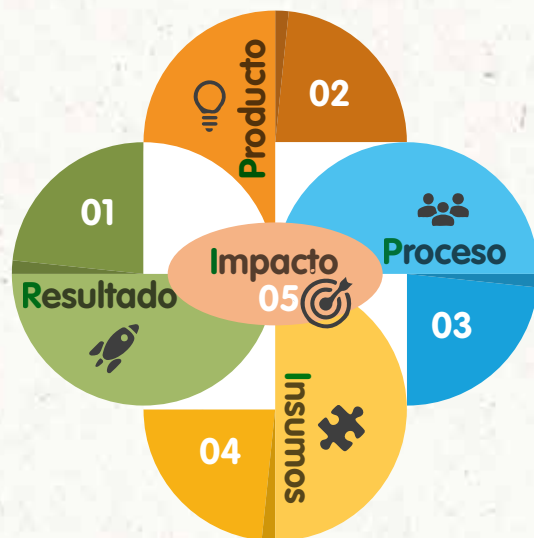 Producto
02
01
Proceso
Impacto
Resultado
05
03
Insumos
04